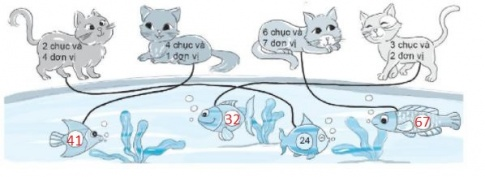 2 chục và
4 đơn vị
4 chục và
1 đơn vị
6 chục và
7 đơn vị
3 chục và
2 đơn vị
41
32
24
67